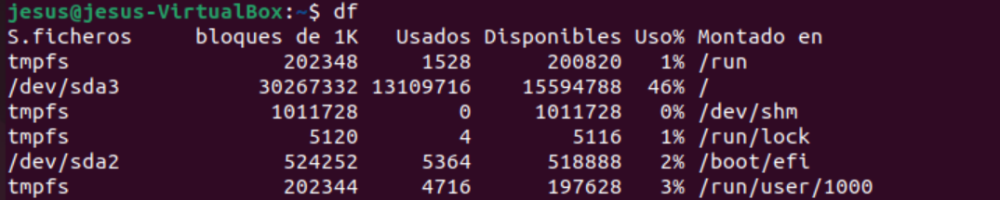 jesus@jesus-VirtualBox:~$ df
S.ficheros     bloques de 1K   Usados Disponibles Uso% Montado en
tmpfs                 202348     1528      200820   1% /run
/dev/sda3           30267332 13109716    15594788  46% /
tmpfs                1011728        0     1011728   0% /dev/shm
tmpfs                   5120        4        5116   1% /run/lock
/dev/sda2             524252     5364      518888   2% /boot/efi
tmpfs                 202344     4716      197628   3% /run/user/1000